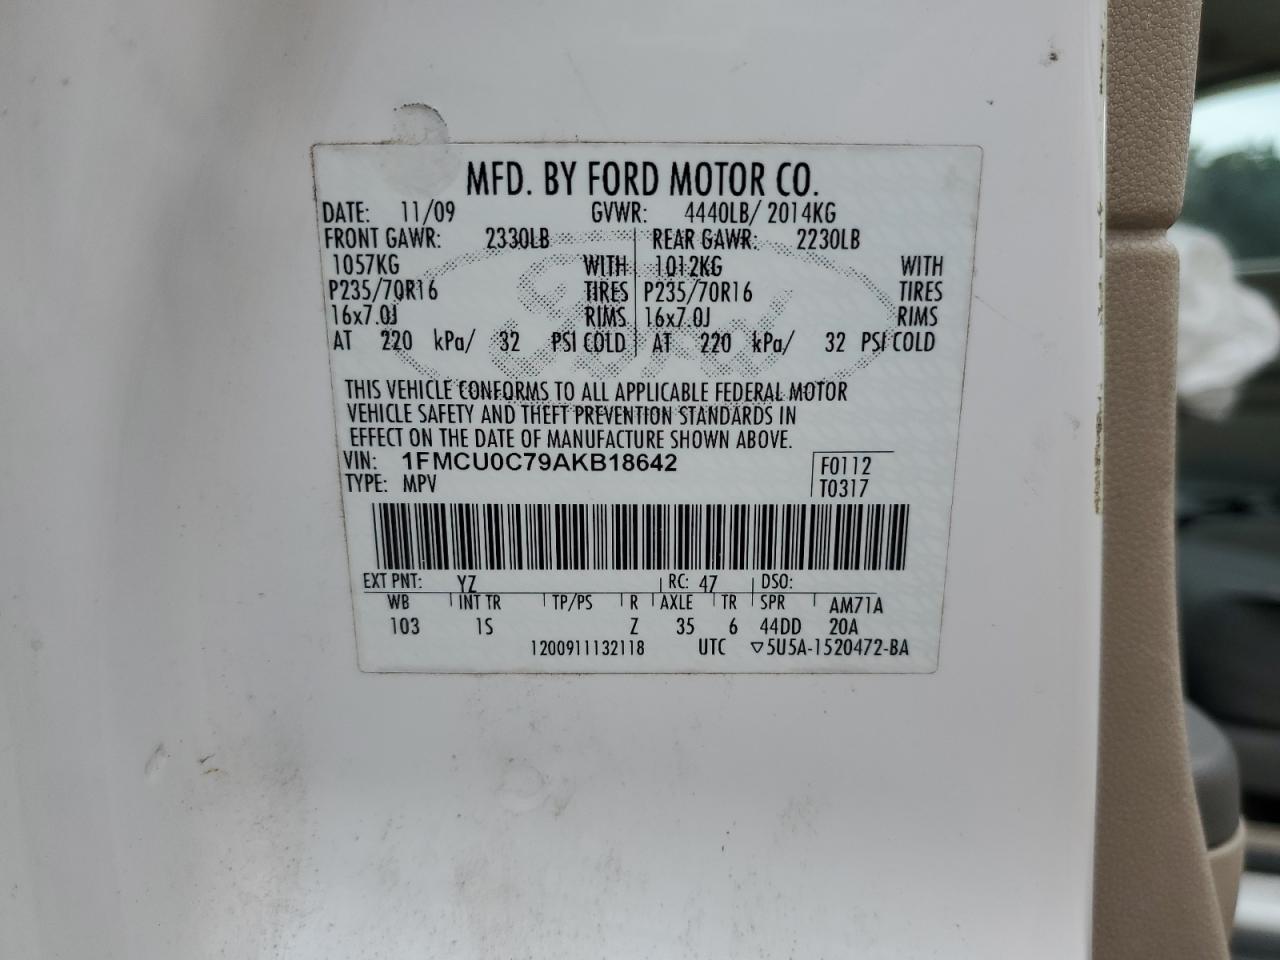 MFD. BY FORD MOTOR CO.
DATE: 11/09 GVWR: 4440LB/ 2014KG
FRONT GAWR: 2330LB REAR GAWR: 2230LB
1057KG WITH 1012KG WITH
P235/70R16 TIRES P235/70R16 TIRES
16x7.0J RIMS 16x7.0J RIMS
AT 220 kPa/ 32 PSI COLD AT 220 kPa/ 32 PSI COLD
THIS VEHICLE CONFORMS TO ALL APPLICABLE FEDERAL MOTOR
VEHICLE SAFETY AND THEFT PREVENTION STANDARDS IN
EFFECT ON THE DATE OF MANUFACTURE SHOWN ABOVE.
VIN: 1FMCU0C79AKB18642 F0112
TYPE: MPV T0317
EXT PNT: YZ RC: 47 DSO:
WB INT TR TP/PS R AXLE TR SPR AM71A
103 1S Z 35 6 44DD 20A
1200911132118 UTC ▽5U5A-1520472-BA